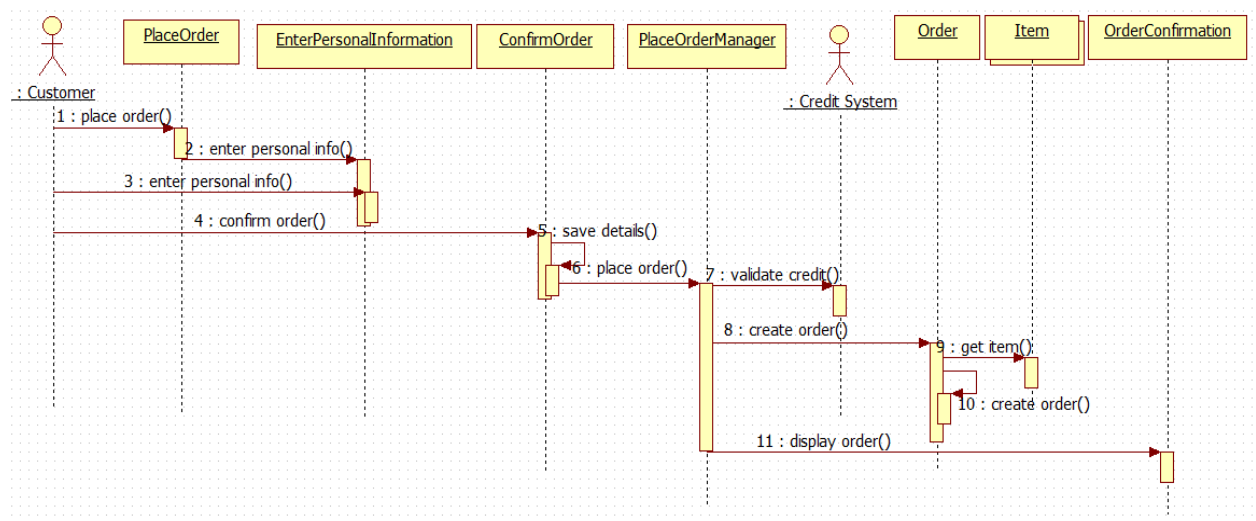 PlaceOrder
EnterPersonalInformation
ConfirmOrder
PlaceOrderManager
Order
Item
OrderConfirmation
: Customer
: Credit System
1 : place order()
2 : enter personal info()
3 : enter personal info()
4 : confirm order()
5 : save details()
6 : place order()
7 : validate credit()
8 : create order()
9 : get item()
10 : create order()
11 : display order()